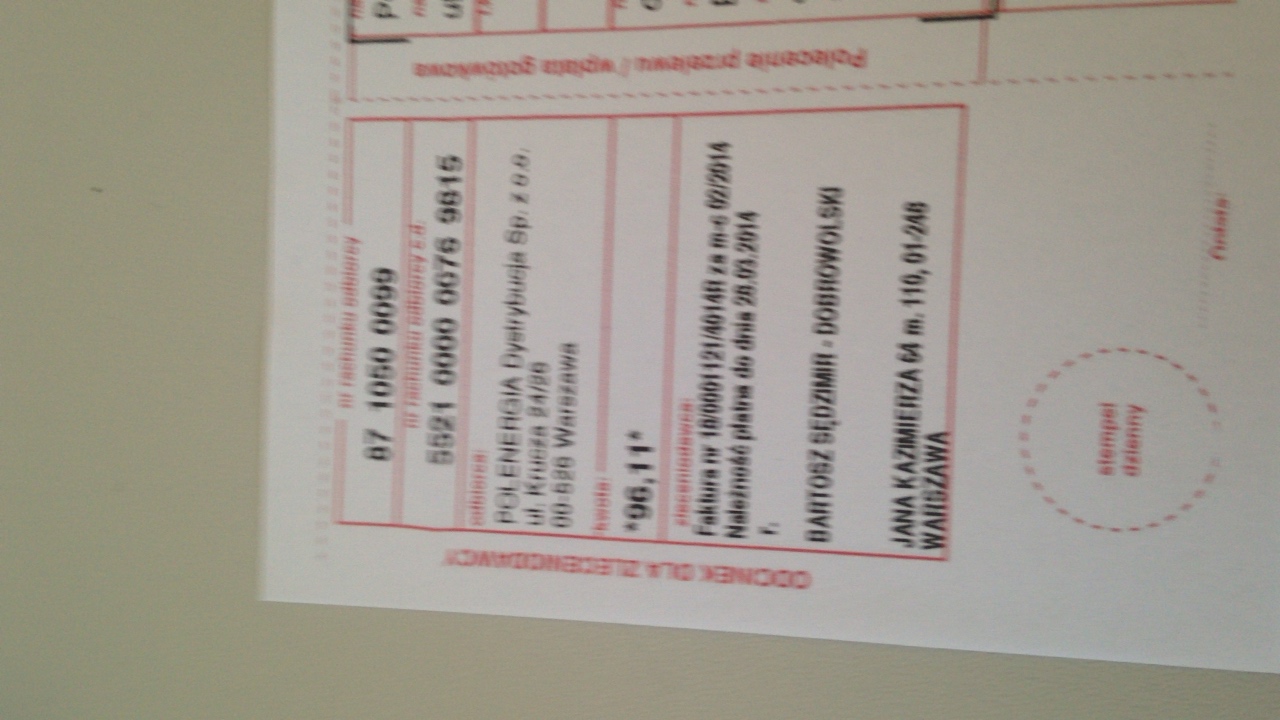 nr rachunku odbiorcy
87 1050 0099
nr rachunku odbiorcy c.d.
5521 0000 0076 9815
odbiorca:
POLENERGIA Dystrybucja Sp. z o.o.
ul. Krucza 24/26
00-526 Warszawa
kwota:
*96,11*
zleceniodawca:
Faktura nr 18/0001121/4014R za m-c 02/2014
Należność płatna do dnia 28.03.2014
r.
BARTOSZ SĘDZIMIR - DOBROWOLSKI
JANA KAZIMIERZA 64 m. 110, 01-248
WARSZAWA
ODCINEK DLA ZLECENIODAWCY
stempel
dzienny
Opłata:
Polecenie przelewu / wpłata gotówkowa